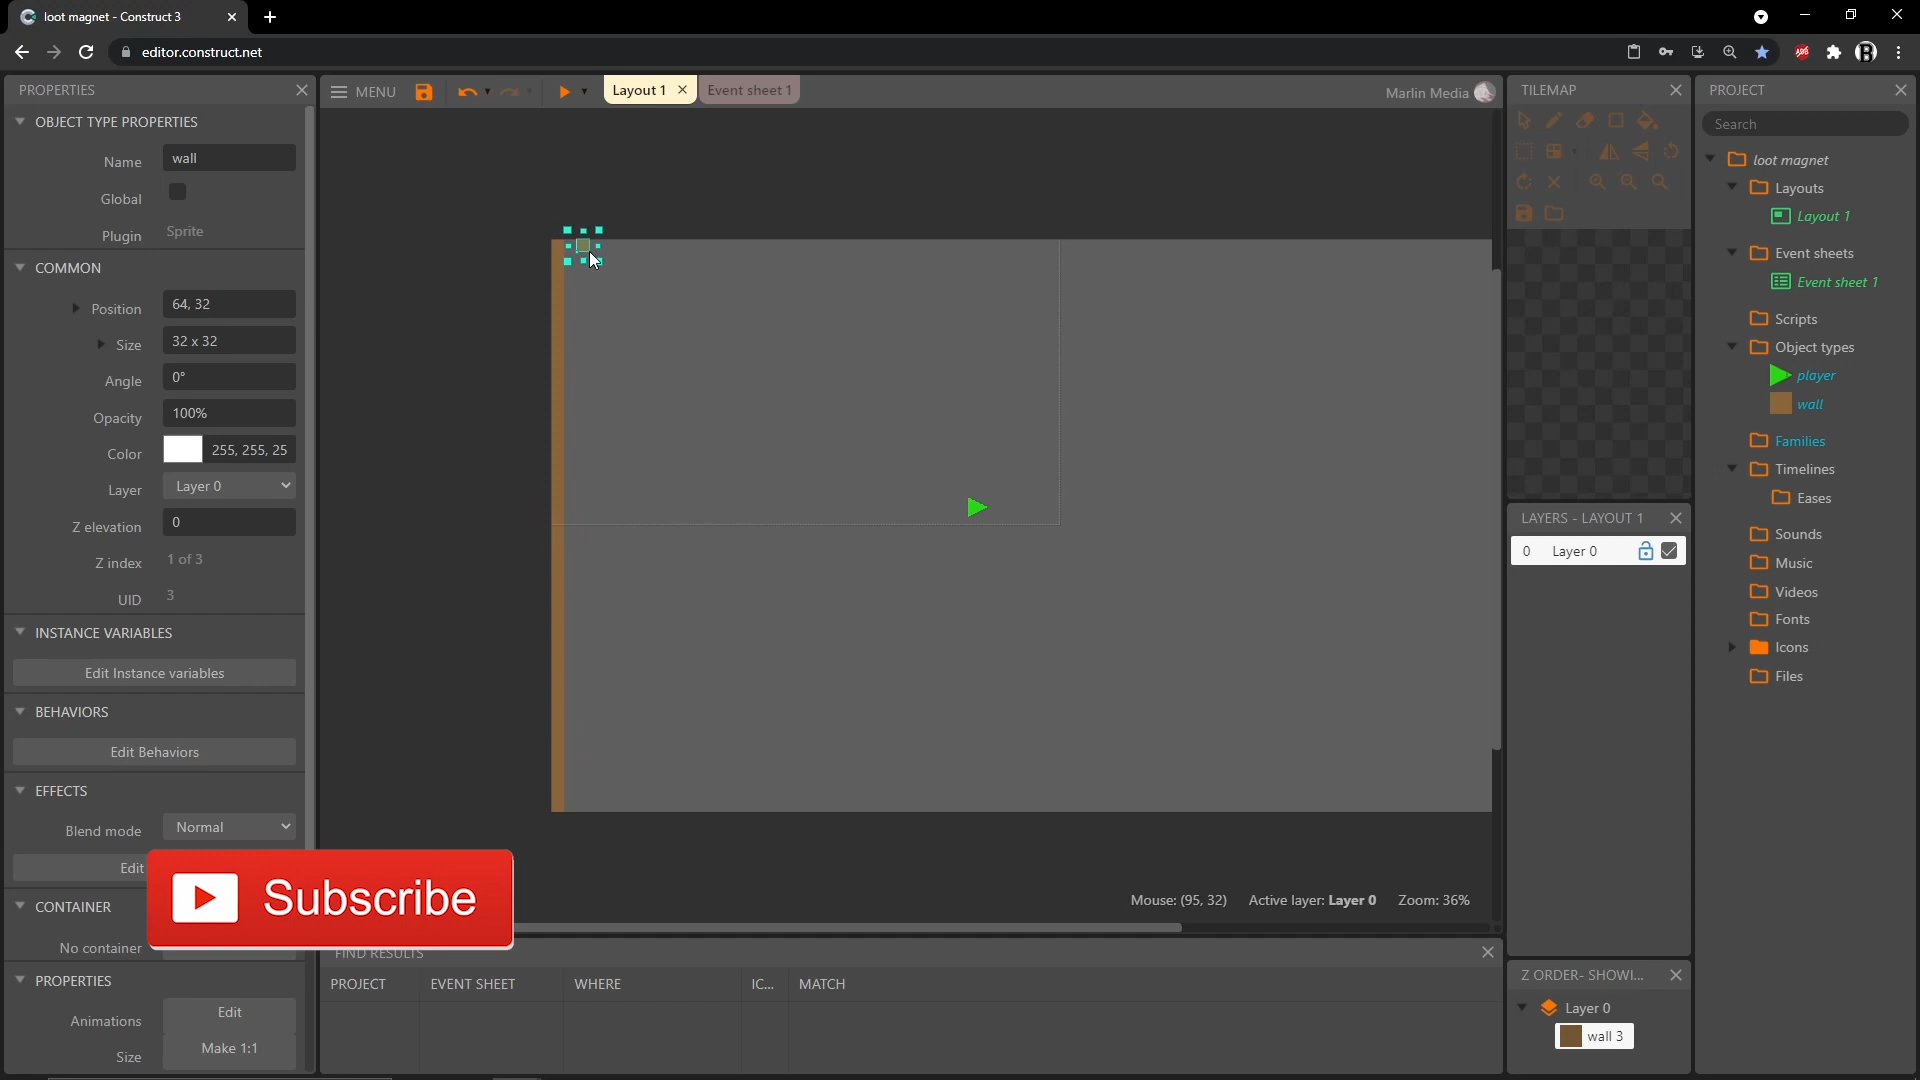 loot magnet - Construct 3
editor.construct.net
PROPERTIES
OBJECT TYPE PROPERTIES
Name wall
Global
Plugin Sprite
COMMON
Position 64, 32
Size 32 x 32
Angle 0°
Opacity 100%
Color 255, 255, 25
Layer Layer 0
Z elevation 0
Z index 1 of 3
UID 3
INSTANCE VARIABLES
Edit Instance variables
BEHAVIORS
Edit Behaviors
EFFECTS
Blend mode Normal
Edit
CONTAINER
No container
PROPERTIES
Animations Edit
Size Make 1:1
Subscribe
MENU
Layout 1
Event sheet 1
Marlin Media
Mouse: (95, 32) Active layer: Layer 0 Zoom: 36%
FIND RESULTS
PROJECT EVENT SHEET WHERE IC... MATCH
TILEMAP
LAYERS - LAYOUT 1
0 Layer 0
Z ORDER- SHOWI...
Layer 0
wall 3
PROJECT
Search
loot magnet
Layouts
Layout 1
Event sheets
Event sheet 1
Scripts
Object types
player
wall
Families
Timelines
Eases
Sounds
Music
Videos
Fonts
Icons
Files